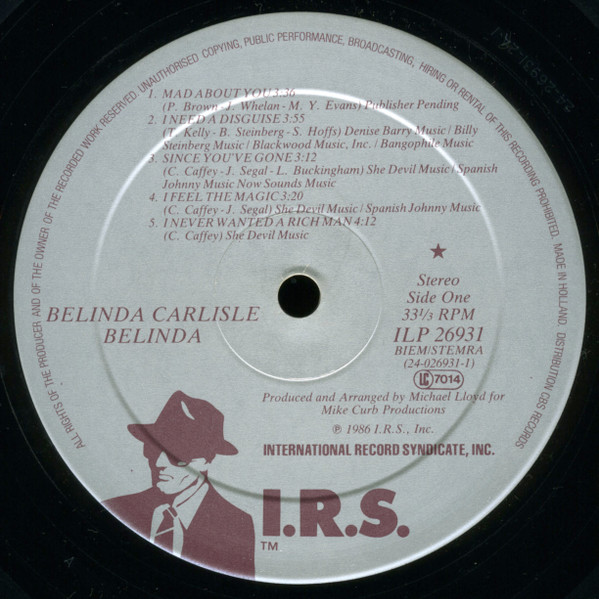 ALL RIGHTS OF THE PRODUCER AND OF THE OWNER OF THE RECORDED WORK RESERVED. UNAUTHORISED COPYING, PUBLIC PERFORMANCE, BROADCASTING, HIRING OR RENTAL OF THIS RECORDING PROHIBITED. MADE IN HOLLAND. DISTRIBUTION CBS RECORDS
1. MAD ABOUT YOU 3:36
(P. Brown - J. Whelan - M. Y. Evans) Publisher Pending
2. I NEED A DISGUISE 3:55
(T. Kelly - B. Steinberg - S. Hoffs) Denise Barry Music / Billy
Steinberg Music / Blackwood Music, Inc. / Bangophile Music
3. SINCE YOU'VE GONE 3:12
(C. Caffey - J. Segal - L. Buckingham) She Devil Music / Spanish
Johnny Music Now Sounds Music
4. I FEEL THE MAGIC 3:20
(C. Caffey - J. Segal) She Devil Music / Spanish Johnny Music
5. I NEVER WANTED A RICH MAN 4:12
(C. Caffey) She Devil Music
BELINDA CARLISLE
BELINDA
Stereo
Side One
33⅓ RPM
ILP 26931
BIEM/STEMRA
(24-026931-1)
LC 7014
Produced and Arranged by Michael Lloyd for
Mike Curb Productions
℗ 1986 I.R.S., Inc.
INTERNATIONAL RECORD SYNDICATE, INC.
I.R.S.
TM